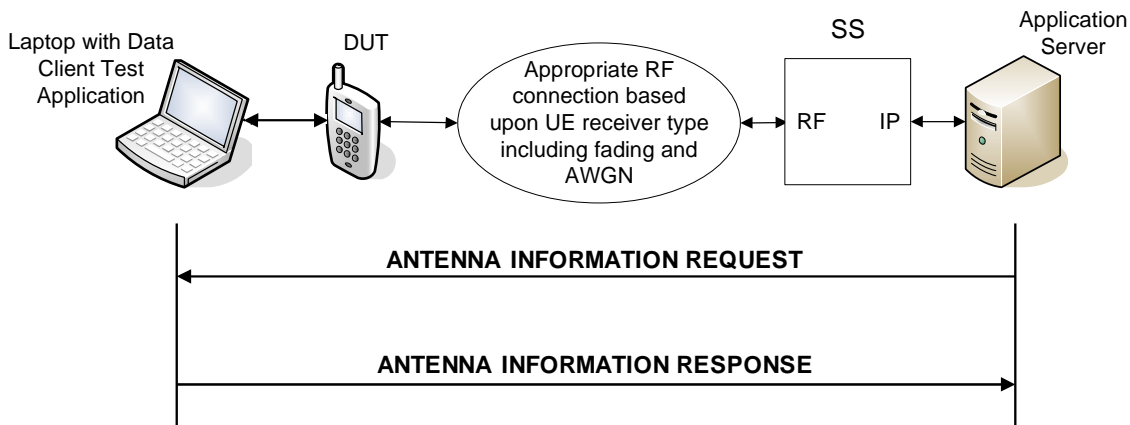 Laptop with Data
Client Test
Application
DUT
Appropriate RF
connection based
upon UE receiver type
including fading and
AWGN
SS
RF IP
Application
Server
ANTENNA INFORMATION REQUEST
ANTENNA INFORMATION RESPONSE